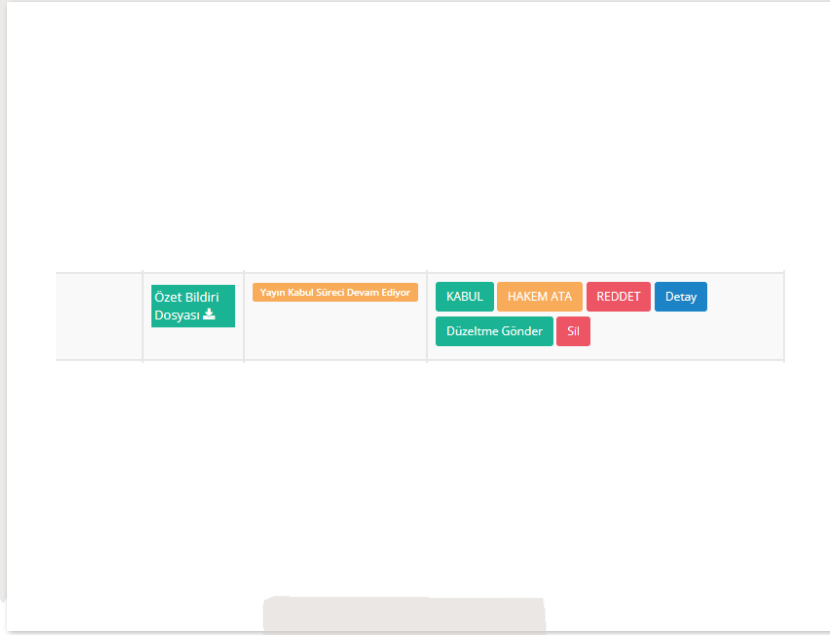 Özet Bildiri
Dosyası
Yayın Kabul Süreci Devam Ediyor
KABUL HAKEM ATA REDDET Detay
Düzeltme Gönder Sil